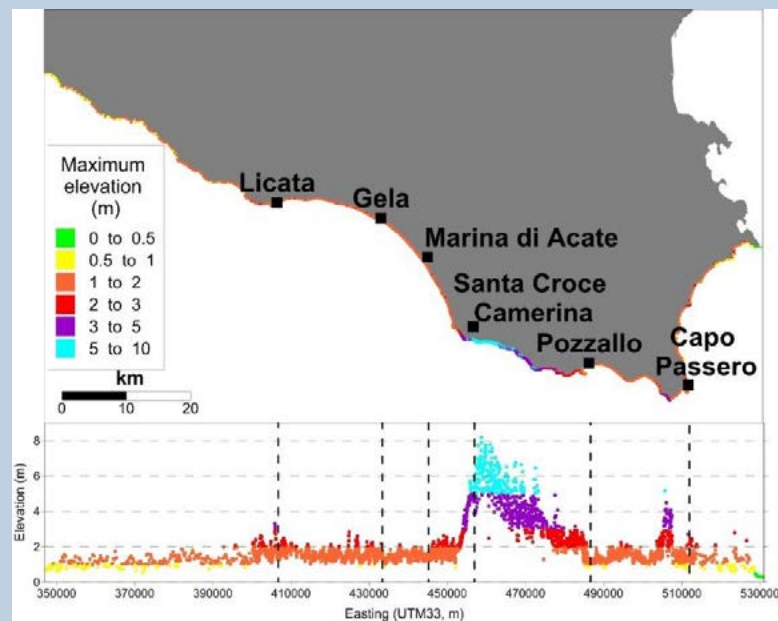 Licata
Gela
Marina di Acate
Santa Croce
Camerina
Pozzallo
Capo
Passero
Maximum
elevation
(m)
0 to 0.5
0.5 to 1
1 to 2
2 to 3
3 to 5
5 to 10
km
0 10 20
Elevation (m)
8
6
4
2
0
350000 370000 390000 410000 430000 450000 470000 490000 510000 530000
Easting (UTM33, m)